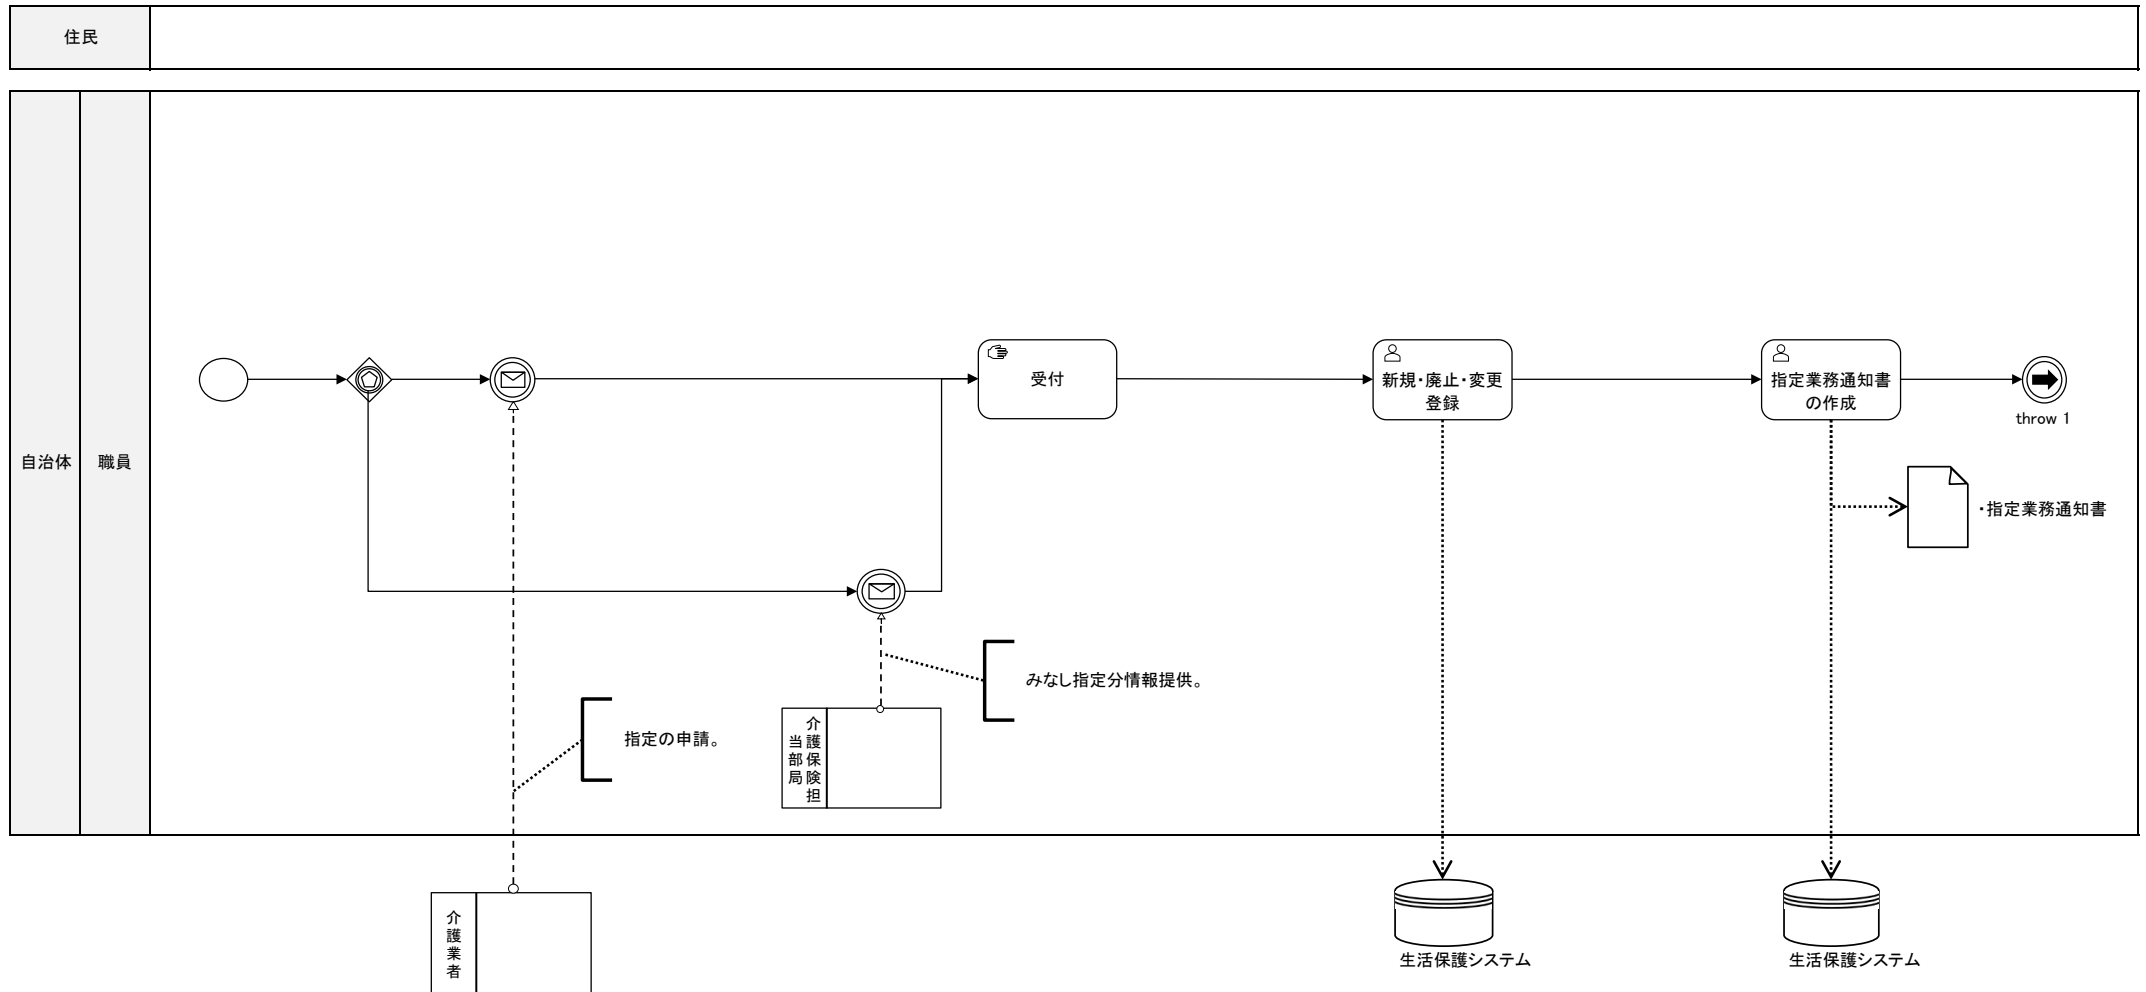 住民
自治体
職員
受付
新規・廃止・変更
登録
指定業務通知書
の作成
throw 1
・指定業務通知書
みなし指定分情報提供。
指定の申請。
介護保険担
当部局
介護業者
生活保護システム
生活保護システム